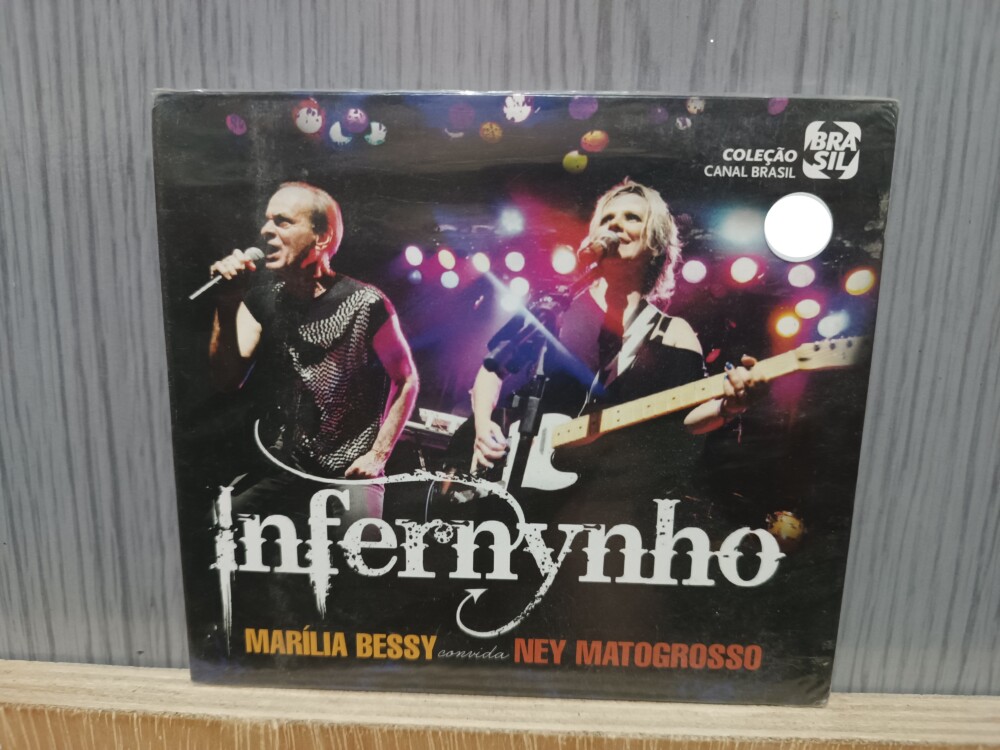 COLEÇÃO
CANAL BRASIL
BRA
SIL
Infernynho
MARÍLIA BESSY convida NEY MATOGROSSO